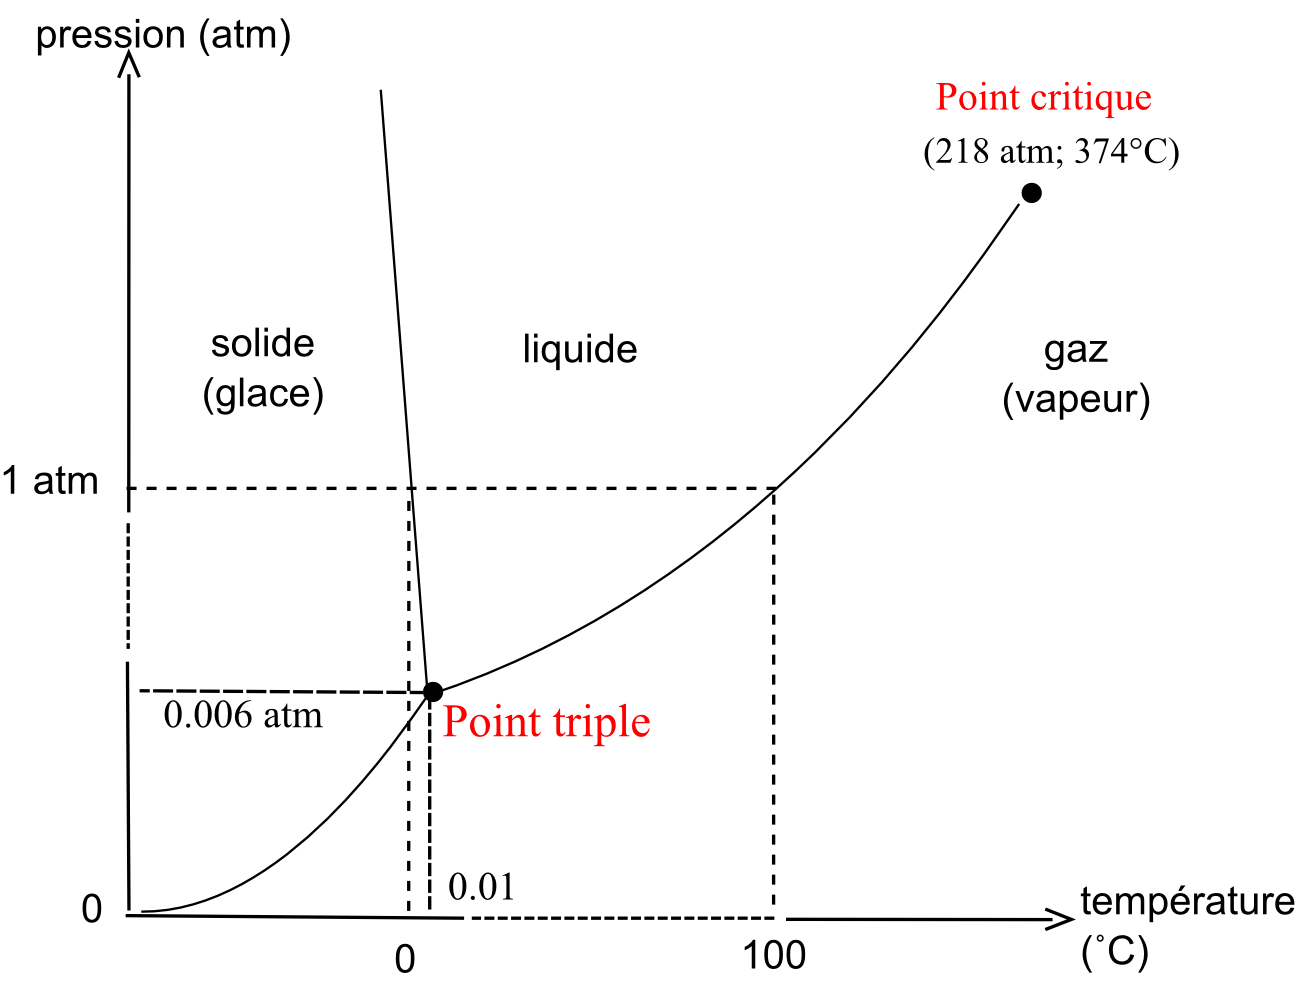 pression (atm)
Point critique
(218 atm; 374°C)
solide
(glace)
liquide
gaz
(vapeur)
1 atm
0.006 atm
Point triple
0.01
0
température
(˚C)
0
100